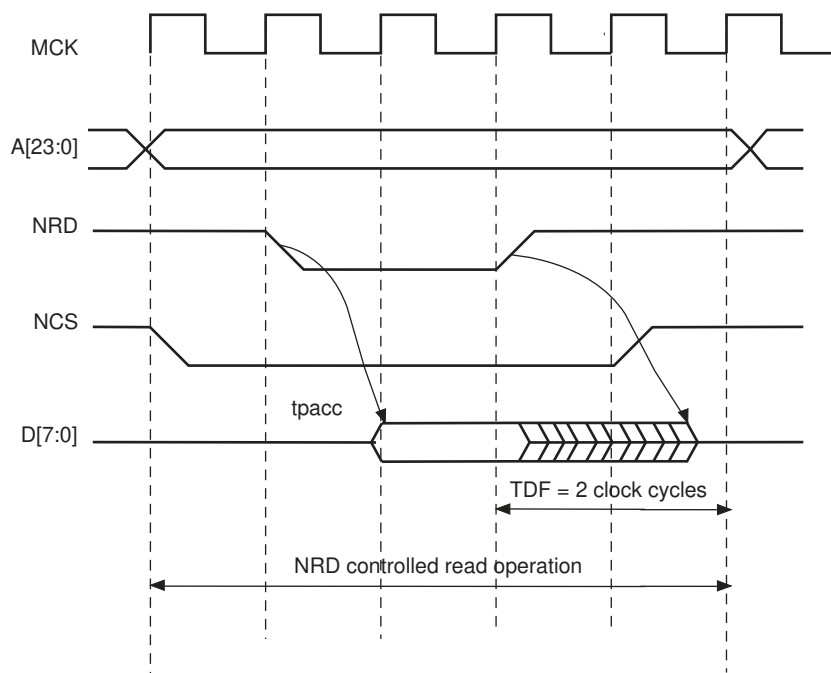 MCK
A[23:0]
NRD
NCS
tpacc
D[7:0]
TDF = 2 clock cycles
NRD controlled read operation